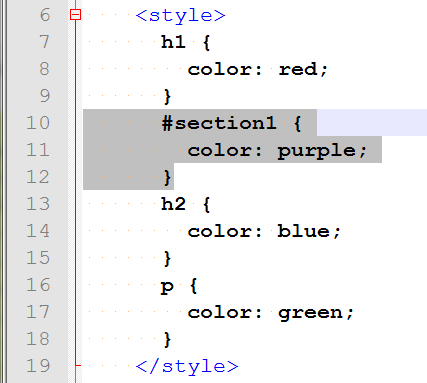 6 <style>
7 h1 {
8 color: red;
9 }
10 #section1 {
11 color: purple;
12 }
13 h2 {
14 color: blue;
15 }
16 p {
17 color: green;
18 }
19 </style>